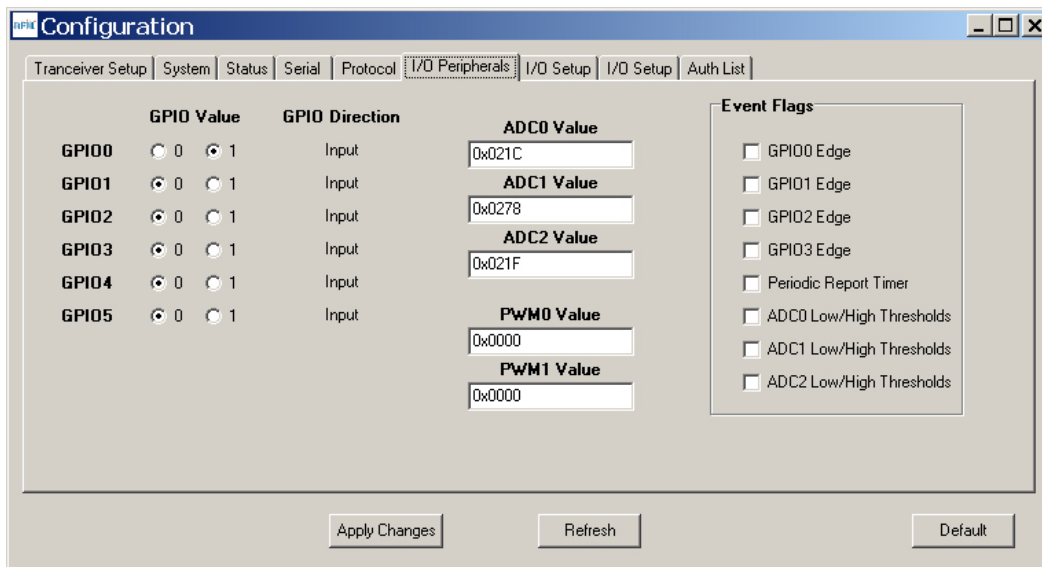 RFM Configuration
Tranceiver Setup System Status Serial Protocol I/O Peripherals I/O Setup I/O Setup Auth List
GPIO Value GPIO Direction
GPIO0 0 1 Input
GPIO1 0 1 Input
GPIO2 0 1 Input
GPIO3 0 1 Input
GPIO4 0 1 Input
GPIO5 0 1 Input
ADC0 Value
0x021C
ADC1 Value
0x0278
ADC2 Value
0x021F
PWM0 Value
0x0000
PWM1 Value
0x0000
Event Flags
GPIO0 Edge
GPIO1 Edge
GPIO2 Edge
GPIO3 Edge
Periodic Report Timer
ADC0 Low/High Thresholds
ADC1 Low/High Thresholds
ADC2 Low/High Thresholds
Apply Changes Refresh Default